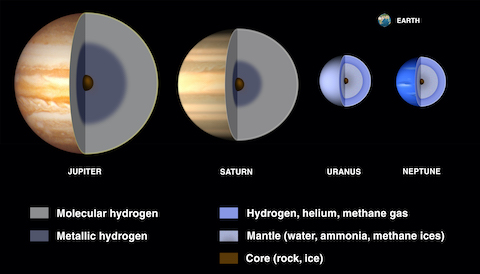 EARTH
JUPITER
SATURN
URANUS
NEPTUNE
Molecular hydrogen
Metallic hydrogen
Hydrogen, helium, methane gas
Mantle (water, ammonia, methane ices)
Core (rock, ice)